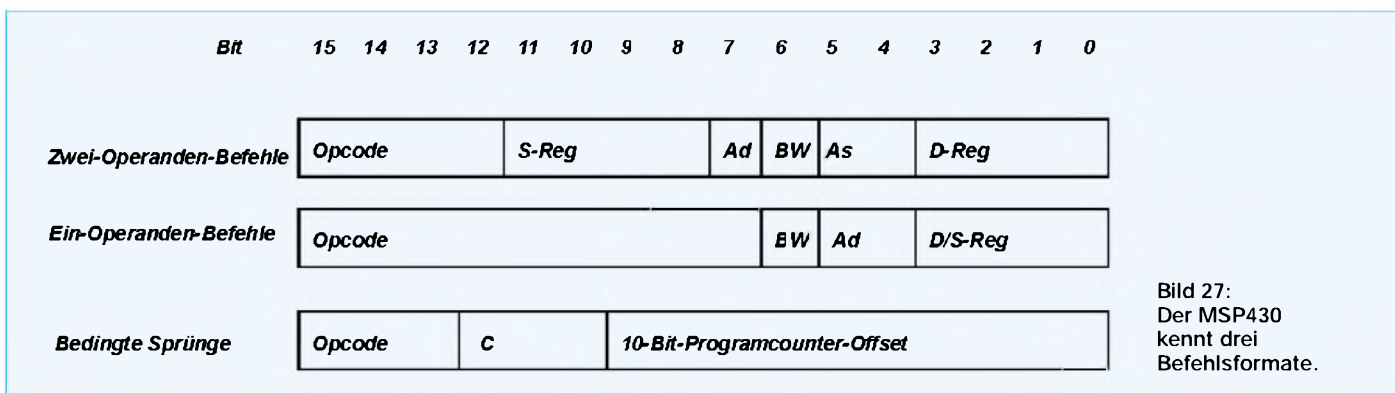 Bit 15 14 13 12 11 10 9 8 7 6 5 4 3 2 1 0
Zwei-Operanden-Befehle Opcode S-Reg Ad BW As D-Reg
Ein-Operanden-Befehle Opcode BW Ad D/S-Reg
Bedingte Sprünge Opcode C 10-Bit-Programcounter-Offset
Bild 27:
Der MSP430
kennt drei
Befehlsformate.